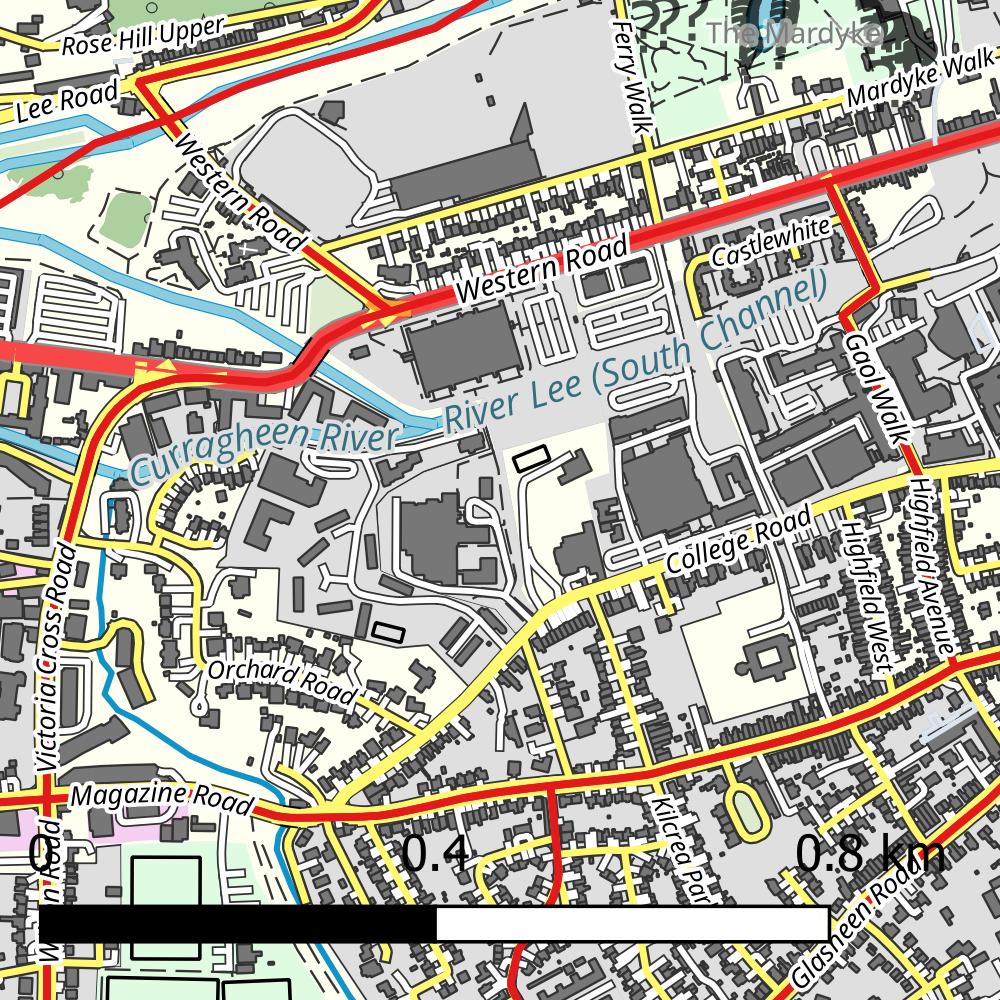 Rose Hill Upper
The Mardyke
Ferry Walk
Lee Road
Mardyke Walk
Western Road
Western Road
Castlewhite
River Lee (South Channel)
Gaol Walk
Curragheen River
College Road
Highfield West
Highfield Avenue
Victoria Cross Road
Orchard Road
Magazine Road
Kilcrea Par
0
0.4
0.8 km
Glasheen Road